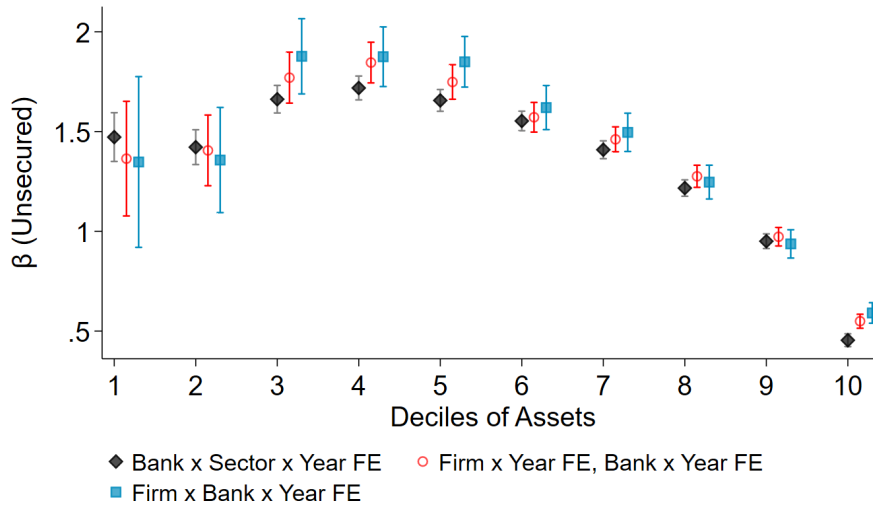 2
1.5
1
.5
β (Unsecured)
1 2 3 4 5 6 7 8 9 10
Deciles of Assets
Bank x Sector x Year FE
Firm x Year FE, Bank x Year FE
Firm x Bank x Year FE